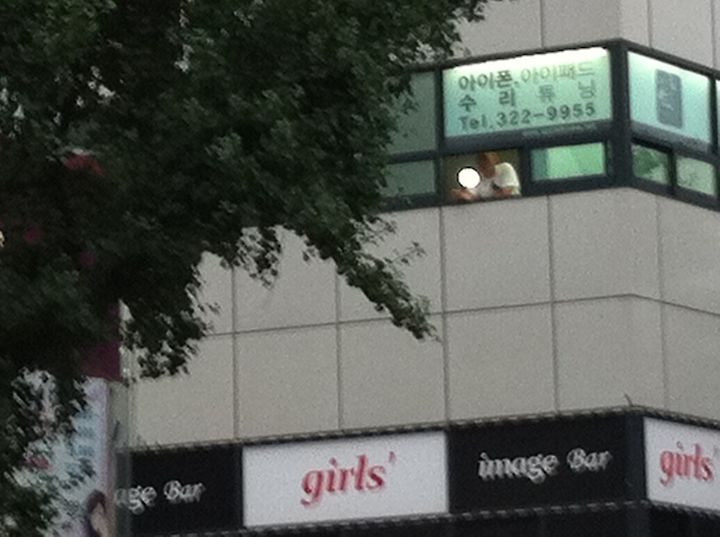 아이폰,아이패드
수리 튜닝
Tel.322-9955
age Bar
girls'
image Bar
girls'